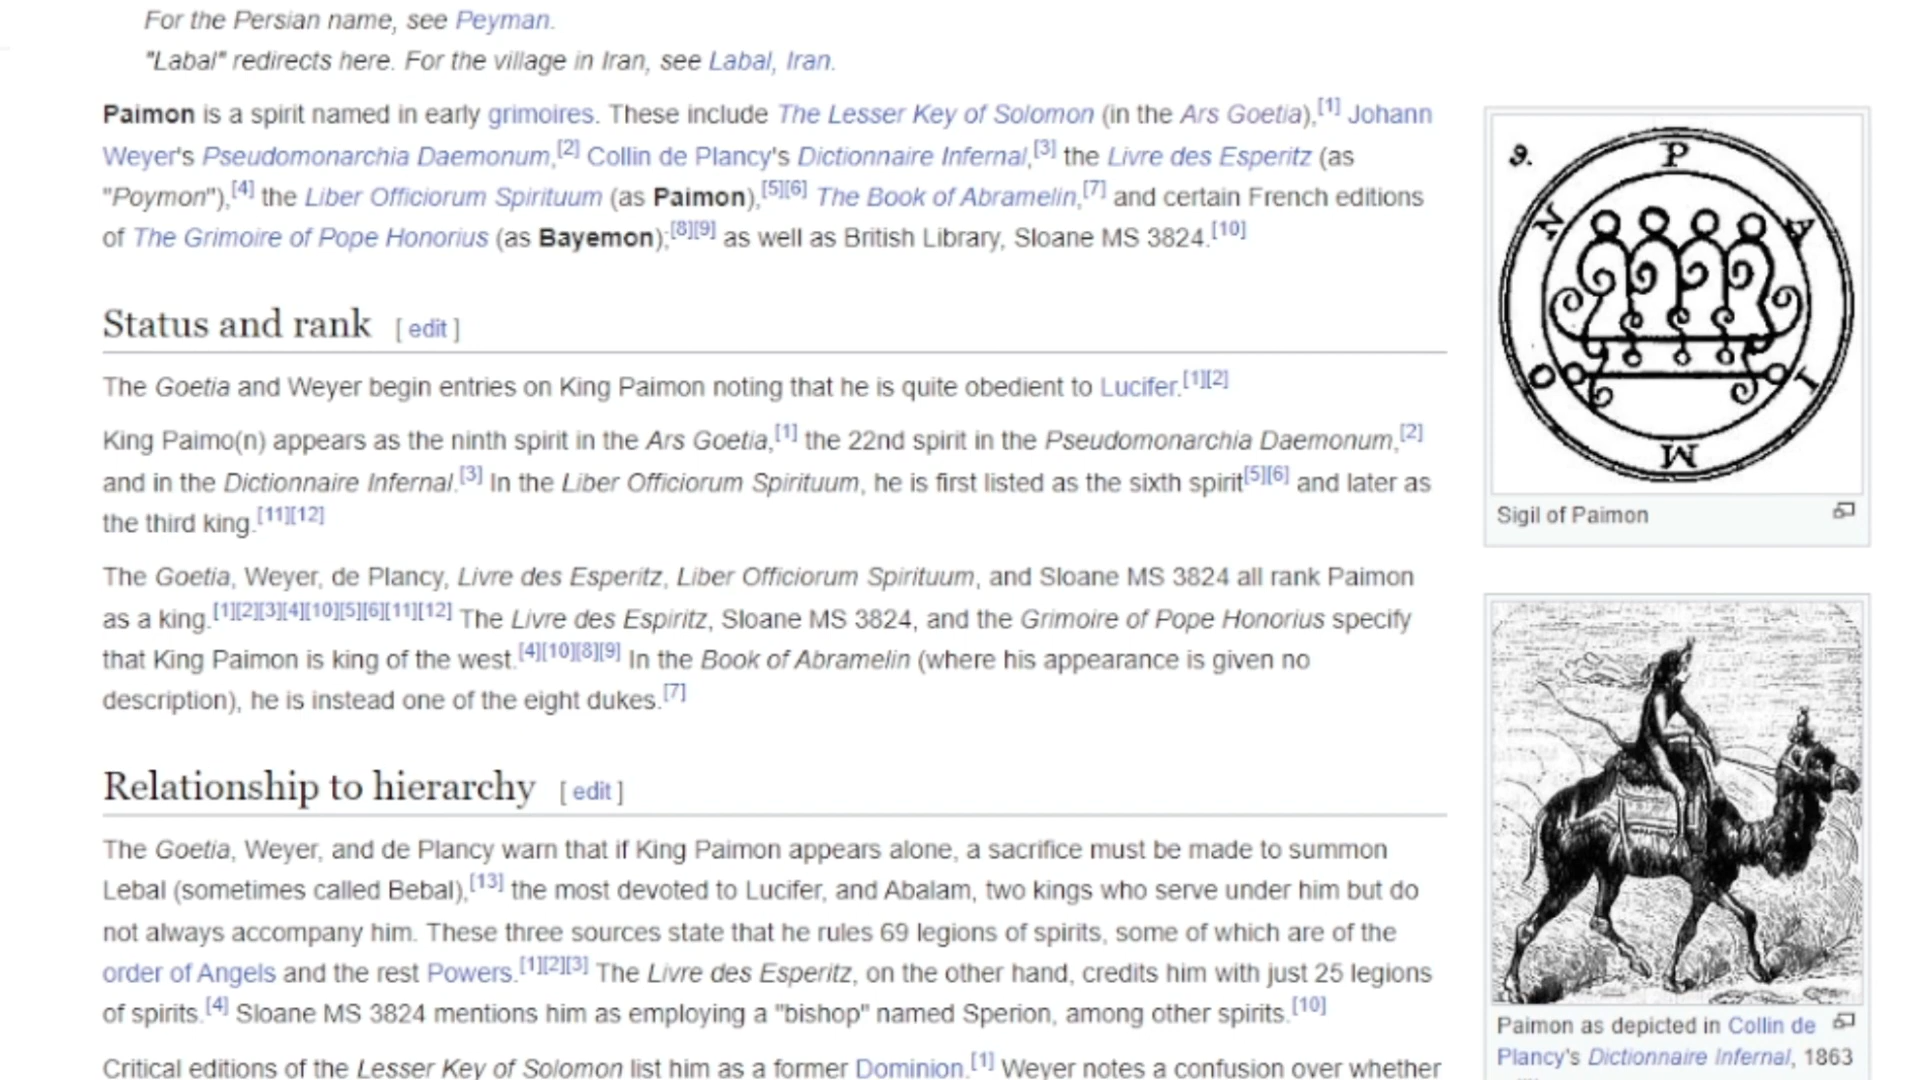 For the Persian name, see Peyman.
"Labal" redirects here. For the village in Iran, see Labal, Iran.
Paimon is a spirit named in early grimoires. These include The Lesser Key of Solomon (in the Ars Goetia),[1] Johann
Weyer's Pseudomonarchia Daemonum,[2] Collin de Plancy's Dictionnaire Infernal,[3] the Livre des Esperitz (as
"Poymon"),[4] the Liber Officiorum Spirituum (as Paimon),[5][6] The Book of Abramelin,[7] and certain French editions
of The Grimoire of Pope Honorius (as Bayemon);[8][9] as well as British Library, Sloane MS 3824.[10]
Status and rank [ edit ]
The Goetia and Weyer begin entries on King Paimon noting that he is quite obedient to Lucifer.[1][2]
King Paimo(n) appears as the ninth spirit in the Ars Goetia,[1] the 22nd spirit in the Pseudomonarchia Daemonum,[2]
and in the Dictionnaire Infernal.[3] In the Liber Officiorum Spirituum, he is first listed as the sixth spirit[5][6] and later as
the third king.[11][12]
The Goetia, Weyer, de Plancy, Livre des Esperitz, Liber Officiorum Spirituum, and Sloane MS 3824 all rank Paimon
as a king.[1][2][3][4][10][5][6][11][12] The Livre des Espiritz, Sloane MS 3824, and the Grimoire of Pope Honorius specify
that King Paimon is king of the west.[4][10][8][9] In the Book of Abramelin (where his appearance is given no
description), he is instead one of the eight dukes.[7]
Relationship to hierarchy [ edit ]
The Goetia, Weyer, and de Plancy warn that if King Paimon appears alone, a sacrifice must be made to summon
Lebal (sometimes called Bebal),[13] the most devoted to Lucifer, and Abalam, two kings who serve under him but do
not always accompany him. These three sources state that he rules 69 legions of spirits, some of which are of the
order of Angels and the rest Powers.[1][2][3] The Livre des Esperitz, on the other hand, credits him with just 25 legions
of spirits.[4] Sloane MS 3824 mentions him as employing a "bishop" named Sperion, among other spirits.[10]
Critical editions of the Lesser Key of Solomon list him as a former Dominion.[1] Weyer notes a confusion over whether
9.
P A I M O N
Sigil of Paimon
Paimon as depicted in Collin de
Plancy's Dictionnaire Infernal, 1863